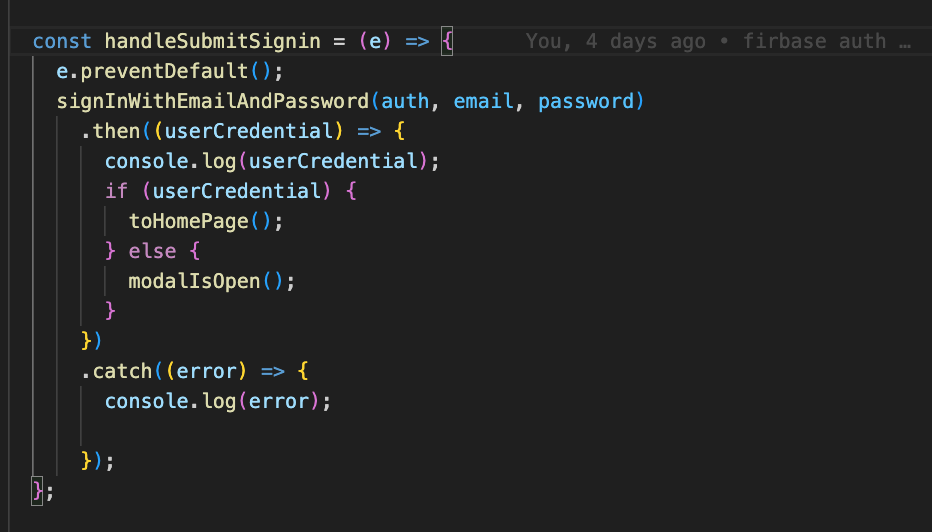 const handleSubmitSignin = (e) => {     You, 4 days ago • firbase auth …
  e.preventDefault();
  signInWithEmailAndPassword(auth, email, password)
    .then((userCredential) => {
      console.log(userCredential);
      if (userCredential) {
        toHomePage();
      } else {
        modalIsOpen();
      }
    })
    .catch((error) => {
      console.log(error);

    });
};